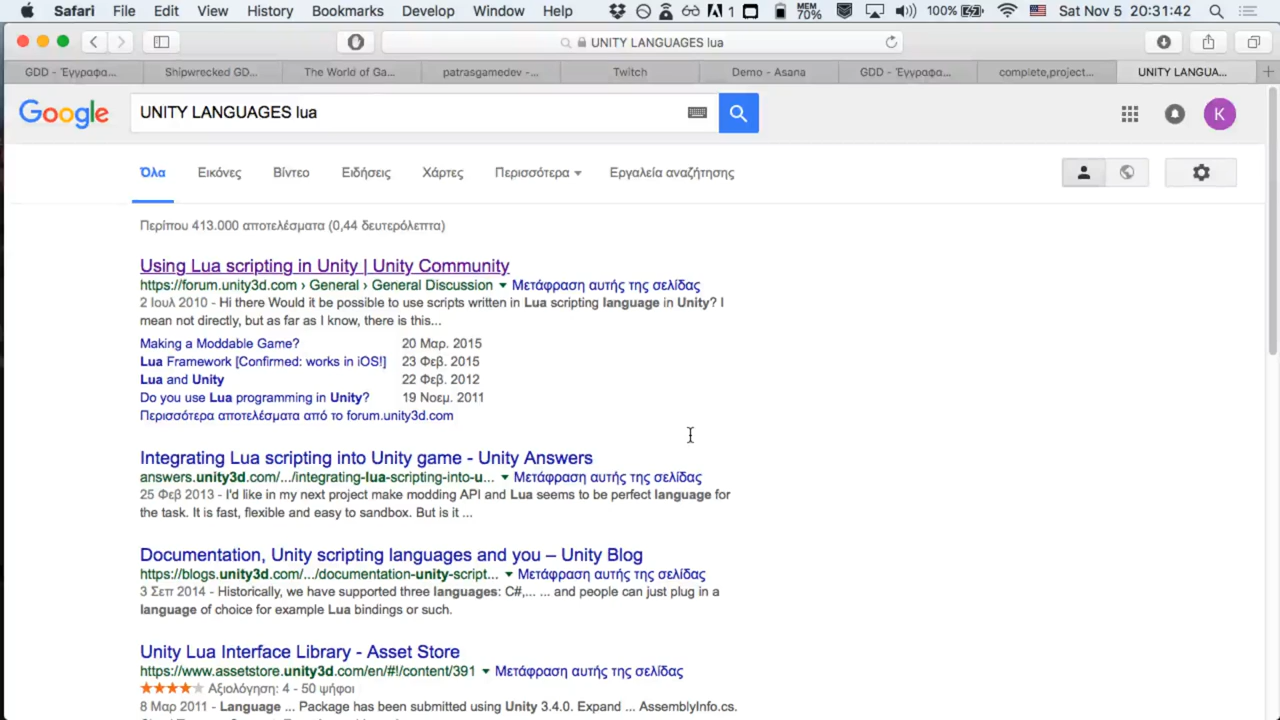 Safari File Edit View History Bookmarks Develop Window Help 1 MEM 70% 100% Sat Nov 5 20:31:42
UNITY LANGUAGES lua
GDD - Έγγραφα... Shipwrecked GD... The World of Ga... patrasgamedev -... Twitch Demo - Asana GDD - Έγγραφα... complete,project... UNITY LANGUA...
Google UNITY LANGUAGES lua K
Όλα Εικόνες Βίντεο Ειδήσεις Χάρτες Περισσότερα Εργαλεία αναζήτησης
Περίπου 413.000 αποτελέσματα (0,44 δευτερόλεπτα)
Using Lua scripting in Unity | Unity Community
https://forum.unity3d.com › General › General Discussion Μετάφραση αυτής της σελίδας
2 Ιουλ 2010 - Hi there Would it be possible to use scripts written in Lua scripting language in Unity? I
mean not directly, but as far as I know, there is this...
Making a Moddable Game? 20 Μαρ. 2015
Lua Framework [Confirmed: works in iOS!] 23 Φεβ. 2015
Lua and Unity 22 Φεβ. 2012
Do you use Lua programming in Unity? 19 Νοεμ. 2011
Περισσότερα αποτελέσματα από το forum.unity3d.com
Integrating Lua scripting into Unity game - Unity Answers
answers.unity3d.com/.../integrating-lua-scripting-into-u... Μετάφραση αυτής της σελίδας
25 Φεβ 2013 - I'd like in my next project make modding API and Lua seems to be perfect language for
the task. It is fast, flexible and easy to sandbox. But is it ...
Documentation, Unity scripting languages and you – Unity Blog
https://blogs.unity3d.com/.../documentation-unity-script... Μετάφραση αυτής της σελίδας
3 Σεπ 2014 - Historically, we have supported three languages: C#,... ... and people can just plug in a
language of choice for example Lua bindings or such.
Unity Lua Interface Library - Asset Store
https://www.assetstore.unity3d.com/en/#!/content/391 Μετάφραση αυτής της σελίδας
Αξιολόγηση: 4 - 50 ψήφοι
8 Μαρ 2011 - Language ... Package has been submitted using Unity 3.4.0. Expand ... AssemblyInfo.cs.